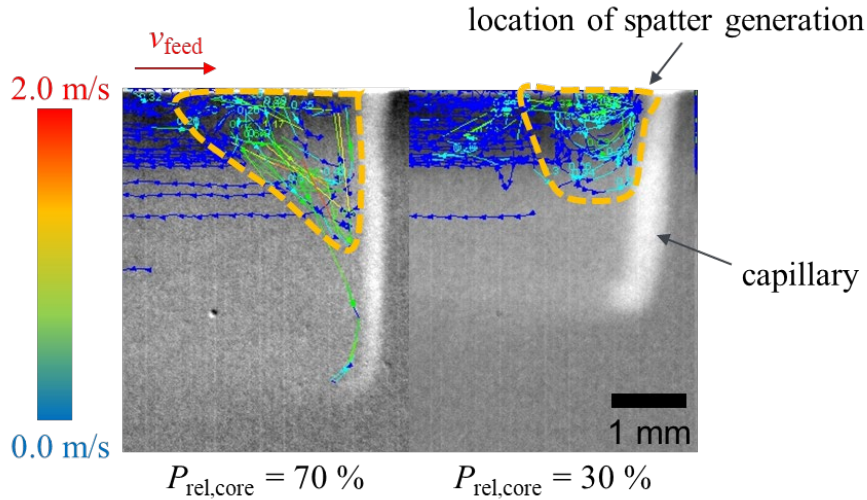 location of spatter generation
v_feed
2.0 m/s
0.0 m/s
capillary
1 mm
P_rel,core = 70 %
P_rel,core = 30 %